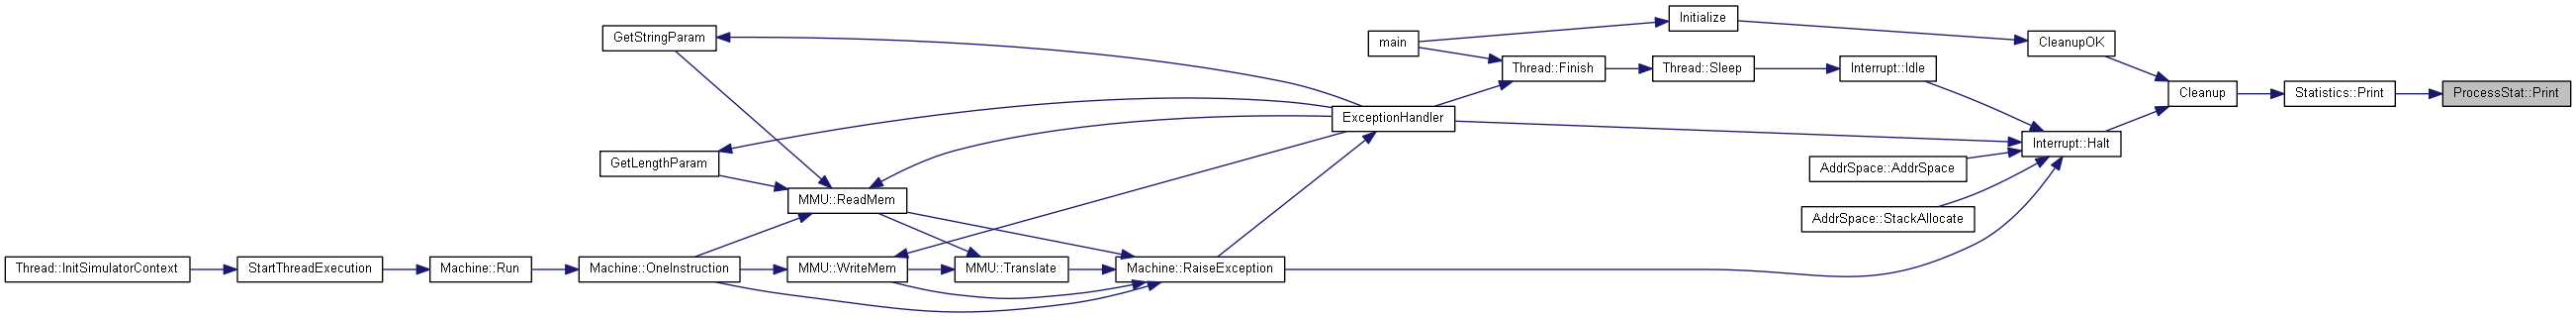 Initialize
GetStringParam
main
CleanupOK
Thread::Finish
Thread::Sleep
Interrupt::Idle
Cleanup
Statistics::Print
ProcessStat::Print
ExceptionHandler
Interrupt::Halt
GetLengthParam
AddrSpace::AddrSpace
MMU::ReadMem
AddrSpace::StackAllocate
Thread::InitSimulatorContext
StartThreadExecution
Machine::Run
Machine::OneInstruction
MMU::WriteMem
MMU::Translate
Machine::RaiseException